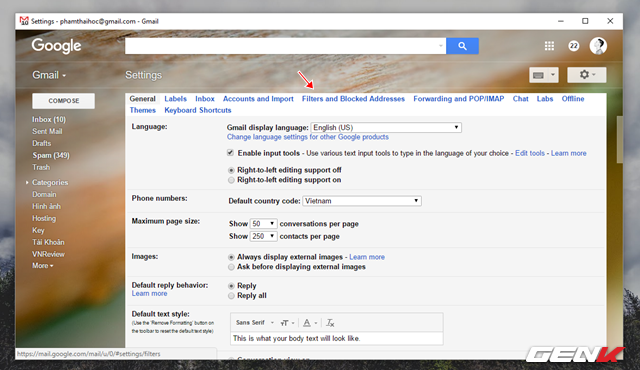 Settings - phamthaihoc@gmail.com - Gmail
Google
22
Gmail
Settings
COMPOSE
Inbox (10)
Sent Mail
Drafts
Spam (349)
Trash
Categories
Domain
Hình ảnh
Hosting
Key
Tài Khoản
VNReview
More
General Labels Inbox Accounts and Import Filters and Blocked Addresses Forwarding and POP/IMAP Chat Labs Offline
Themes Keyboard Shortcuts
Language: Gmail display language: English (US)
Change language settings for other Google products
Enable input tools - Use various text input tools to type in the language of your choice - Edit tools - Learn more
Right-to-left editing support off
Right-to-left editing support on
Phone numbers: Default country code: Vietnam
Maximum page size: Show 50 conversations per page
Show 250 contacts per page
Images: Always display external images - Learn more
Ask before displaying external images
Default reply behavior: Reply
Learn more Reply all
Default text style:
(Use the 'Remove Formatting' button on
the toolbar to reset the default text style)
Sans Serif
This is what your body text will look like.
Conversation view on
https://mail.google.com/mail/u/0/#settings/filters
GENK